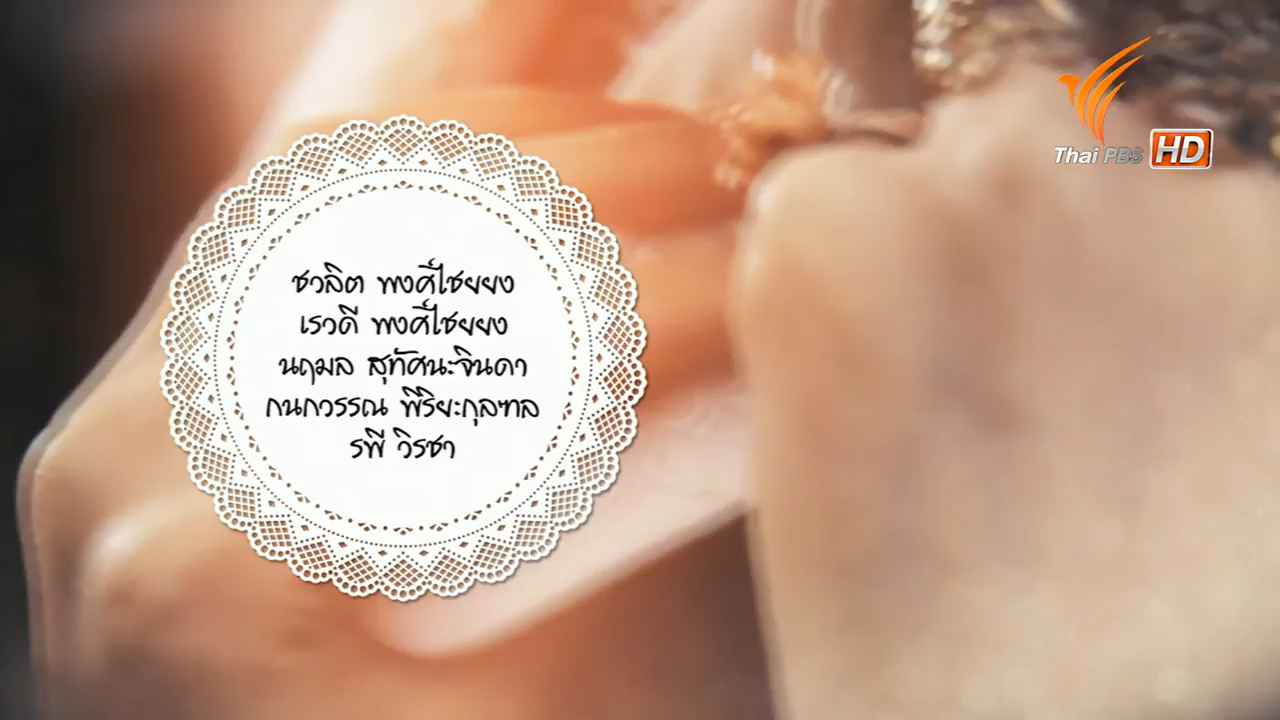 Thai PBS HD
ชวลิต พงศ์ไชยยง
เรวดี พงศ์ไชยยง
นฤมล สุทัศนะจินดา
กนกวรรณ พิริยะกุลฑล
รพี วิรชา